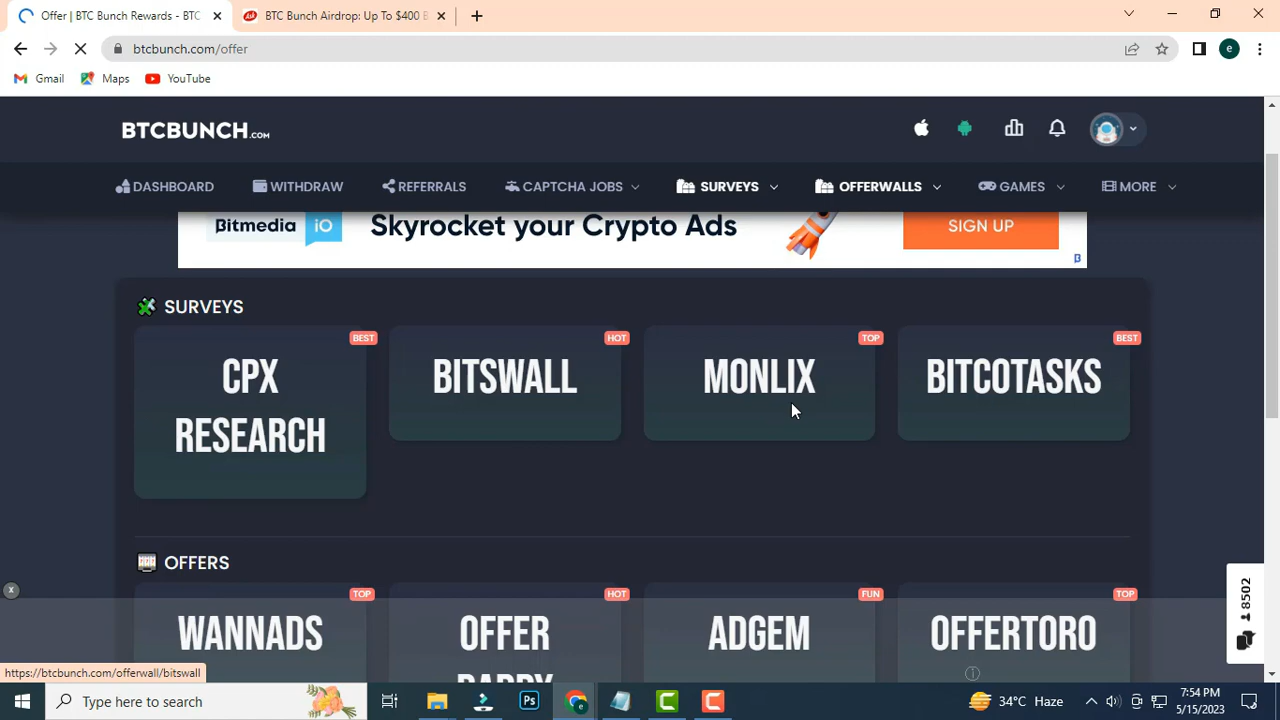 Offer | BTC Bunch Rewards - BTC
BTC Bunch Airdrop: Up To $400 B
btcbunch.com/offer
e
Gmail
Maps
YouTube
BTCBUNCH.COM
DASHBOARD
WITHDRAW
REFERRALS
CAPTCHA JOBS
SURVEYS
OFFERWALLS
GAMES
MORE
Bitmedia iO
Skyrocket your Crypto Ads
SIGN UP
SURVEYS
BEST
HOT
TOP
BEST
CPX
RESEARCH
BITSWALL
MONLIX
BITCOTASKS
OFFERS
TOP
HOT
FUN
TOP
WANNADS
OFFER
ADGEM
OFFERTORO
x
8502
https://btcbunch.com/offerwall/bitswall
Type here to search
Ps
34°C Haze
7:54 PM
5/15/2023